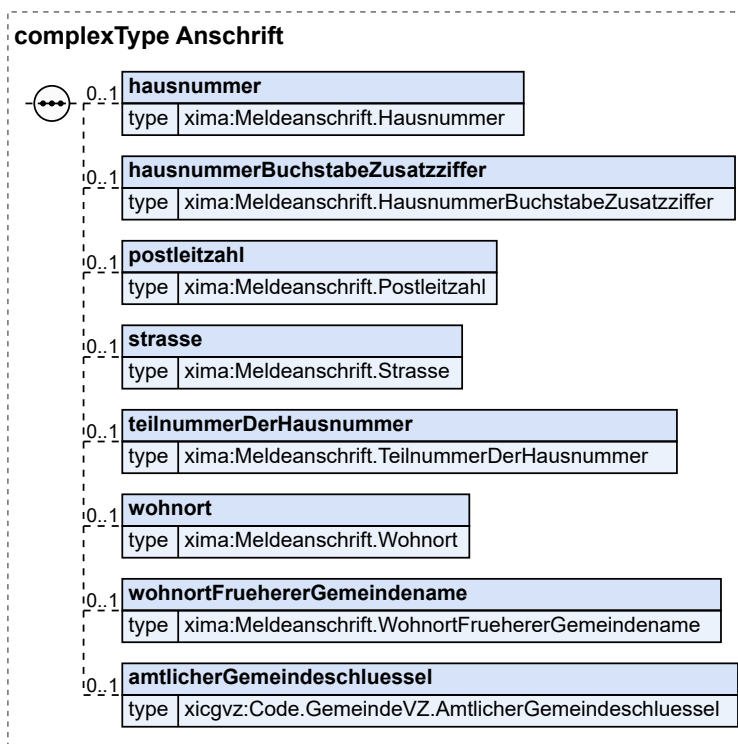 complexType Anschrift
0..1 hausnummer
type xima:Meldeanschrift.Hausnummer
0..1 hausnummerBuchstabeZusatzziffer
type xima:Meldeanschrift.HausnummerBuchstabeZusatzziffer
0..1 postleitzahl
type xima:Meldeanschrift.Postleitzahl
0..1 strasse
type xima:Meldeanschrift.Strasse
0..1 teilnummerDerHausnummer
type xima:Meldeanschrift.TeilnummerDerHausnummer
0..1 wohnort
type xima:Meldeanschrift.Wohnort
0..1 wohnortFruehererGemeindename
type xima:Meldeanschrift.WohnortFruehererGemeindename
0..1 amtlicherGemeindeschluessel
type xicgvz:Code.GemeindeVZ.AmtlicherGemeindeschluessel